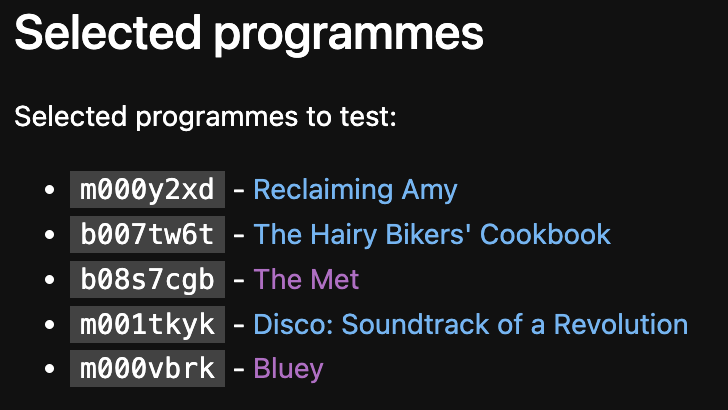 Selected programmes
Selected programmes to test:
• m000y2xd - Reclaiming Amy
• b007tw6t - The Hairy Bikers' Cookbook
• b08s7cgb - The Met
• m001tkyk - Disco: Soundtrack of a Revolution
• m000vbrk - Bluey